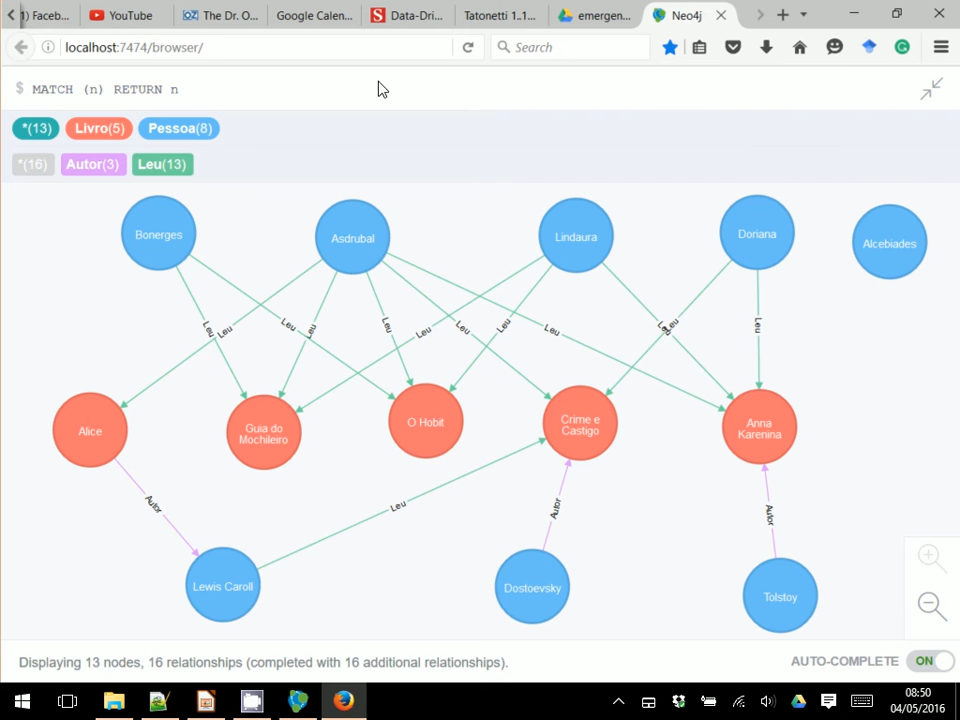 1) Faceb...
YouTube
The Dr. O...
Google Calen...
Data-Dri...
Tatonetti 1..1...
emergen...
Neo4j
localhost:7474/browser/
Search
$ MATCH (n) RETURN n
*(13) Livro(5) Pessoa(8)
*(16) Autor(3) Leu(13)
Bonerges
Asdrubal
Lindaura
Doriana
Alcebiades
Leu
Leu
Leu
Leu
Leu
Leu
Leu
Leu
Leu
Leu
Leu
Leu
Alice
Guia do
Mochileiro
O Hobit
Crime e
Castigo
Anna
Karenina
Autor
Leu
Autor
Autor
Lewis Caroll
Dostoevsky
Tolstoy
Displaying 13 nodes, 16 relationships (completed with 16 additional relationships).
AUTO-COMPLETE ON
08:50
04/05/2016